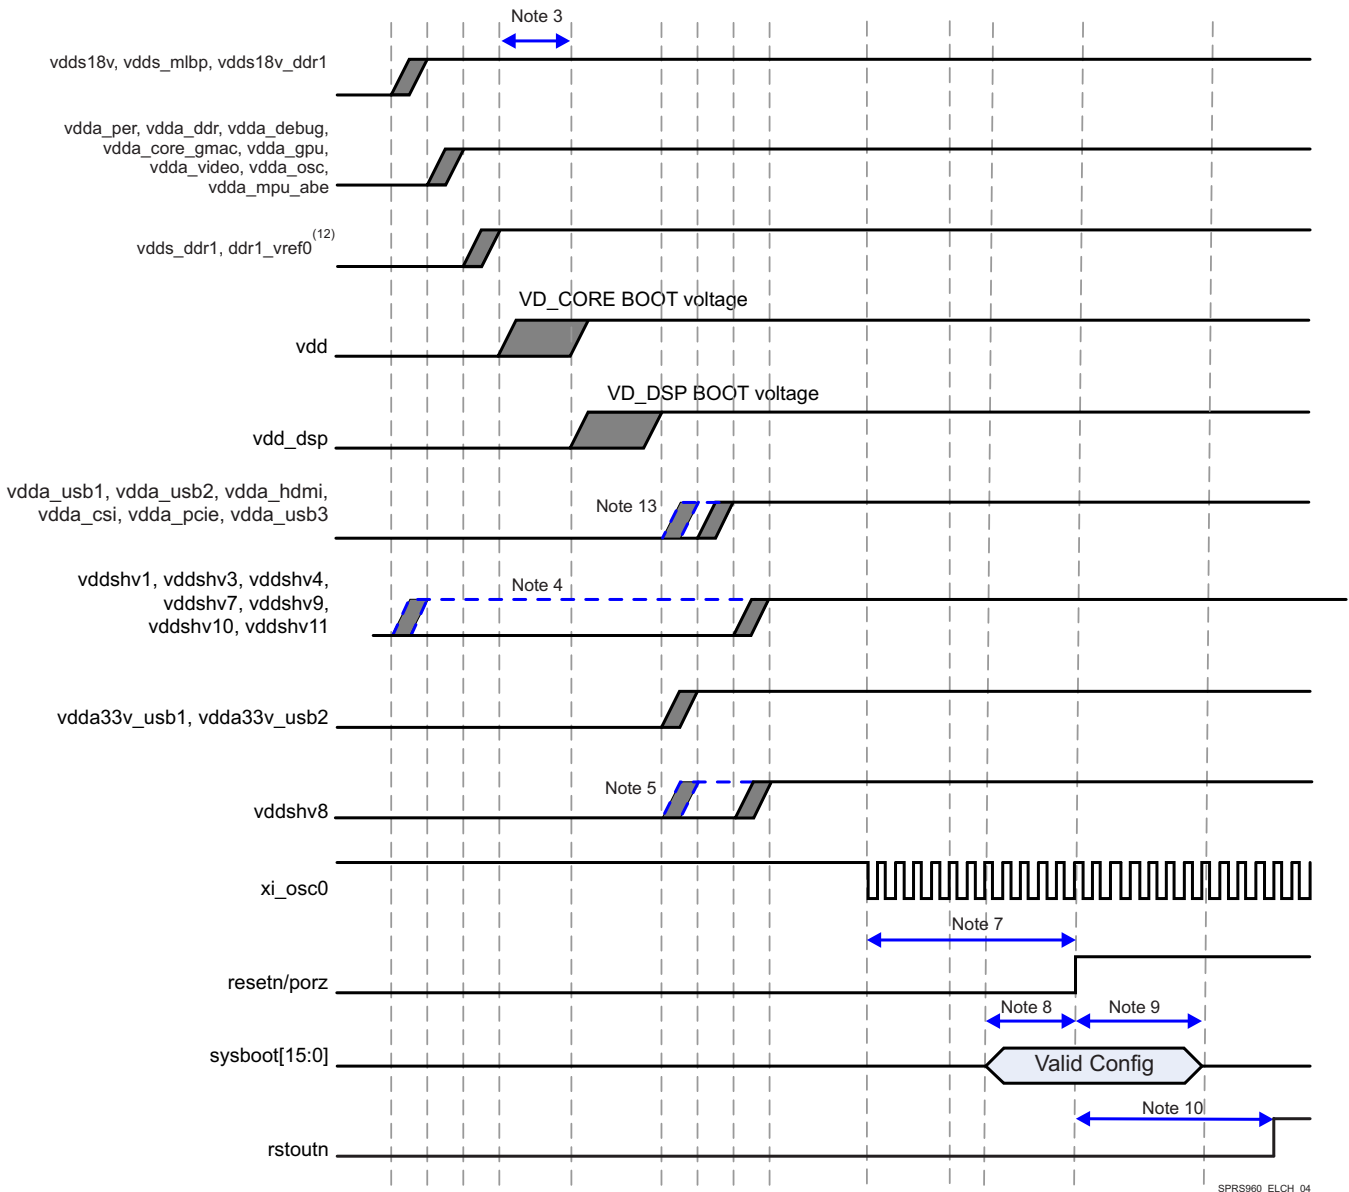 Note 3
vdds18v, vdds_mlbp, vdds18v_ddr1
vdda_per, vdda_ddr, vdda_debug,
vdda_core_gmac, vdda_gpu,
vdda_video, vdda_osc,
vdda_mpu_abe
vdds_ddr1, ddr1_vref0(12)
VD_CORE BOOT voltage
vdd
VD_DSP BOOT voltage
vdd_dsp
vdda_usb1, vdda_usb2, vdda_hdmi,
vdda_csi, vdda_pcie, vdda_usb3
Note 13
vddshv1, vddshv3, vddshv4,
vddshv7, vddshv9,
vddshv10, vddshv11
Note 4
vdda33v_usb1, vdda33v_usb2
Note 5
vddshv8
xi_osc0
Note 7
resetn/porz
Note 8
Note 9
sysboot[15:0]
Valid Config
Note 10
rstoutn
SPRS960_ELCH_04